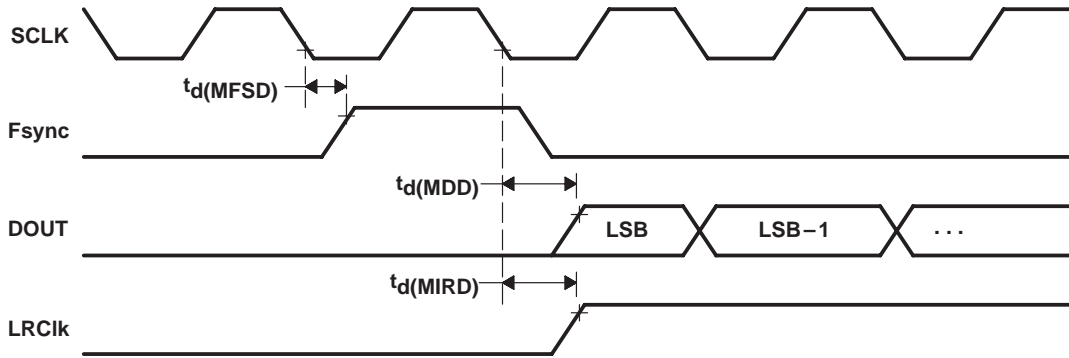 SCLK
td(MFSD)
Fsync
td(MDD)
DOUT
LSB
LSB−1
. . .
td(MIRD)
LRClk